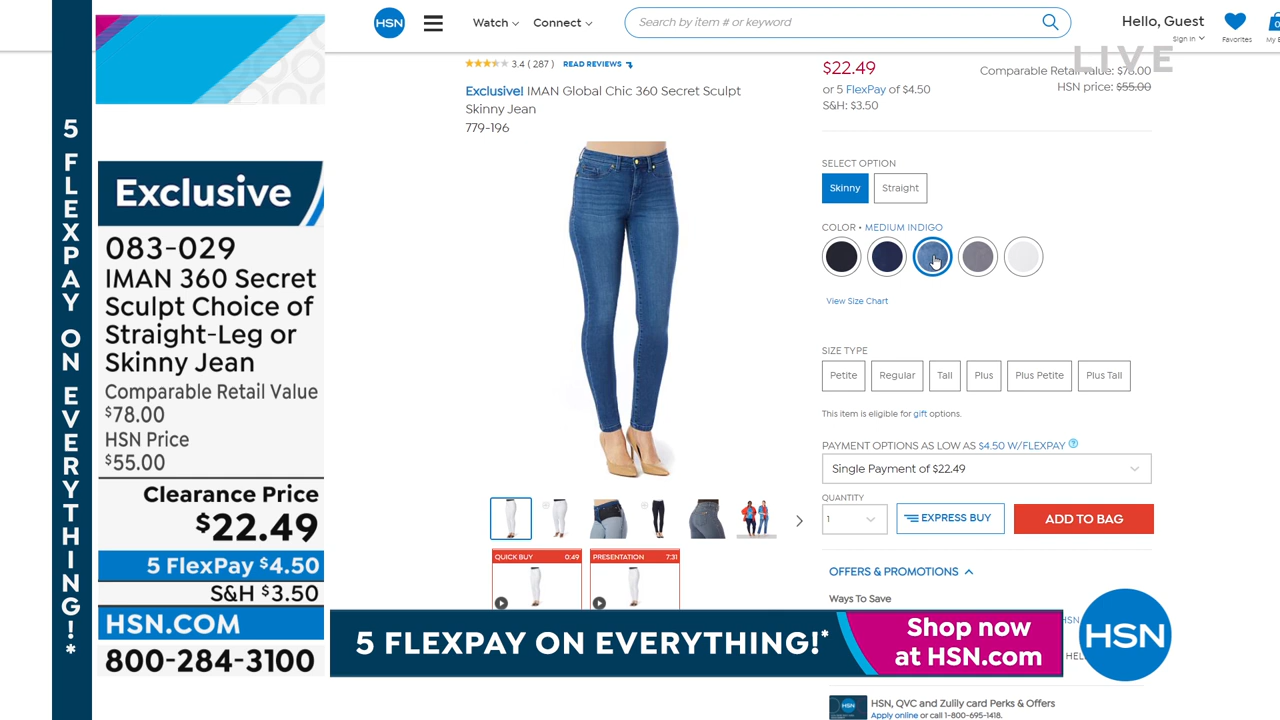 5 FLEXPAY ON EVERYTHING!*
Exclusive
083-029
IMAN 360 Secret
Sculpt Choice of
Straight-Leg or
Skinny Jean
Comparable Retail Value
$78.00
HSN Price
$55.00
Clearance Price
$22.49
5 FlexPay $4.50
S&H $3.50
HSN.COM
800-284-3100
HSN
Watch
Connect
Search by item # or keyword
Hello, Guest
Sign In
Favorites
LIVE
3.4 ( 287 ) READ REVIEWS
Exclusive! IMAN Global Chic 360 Secret Sculpt
Skinny Jean
779-196
$22.49
or 5 FlexPay of $4.50
S&H: $3.50
Comparable Retail Value: $78.00
HSN price: $55.00
SELECT OPTION
Skinny
Straight
COLOR • MEDIUM INDIGO
View Size Chart
SIZE TYPE
Petite
Regular
Tall
Plus
Plus Petite
Plus Tall
This item is eligible for gift options.
PAYMENT OPTIONS AS LOW AS $4.50 W/FLEXPAY ?
Single Payment of $22.49
QUANTITY
1
EXPRESS BUY
ADD TO BAG
QUICK BUY 0:49
PRESENTATION 7:31
OFFERS & PROMOTIONS
Ways To Save
5 FLEXPAY ON EVERYTHING!*
Shop now
at HSN.com
HSN
HSN, QVC and Zulily card Perks & Offers
Apply online or call 1-800-695-1418.